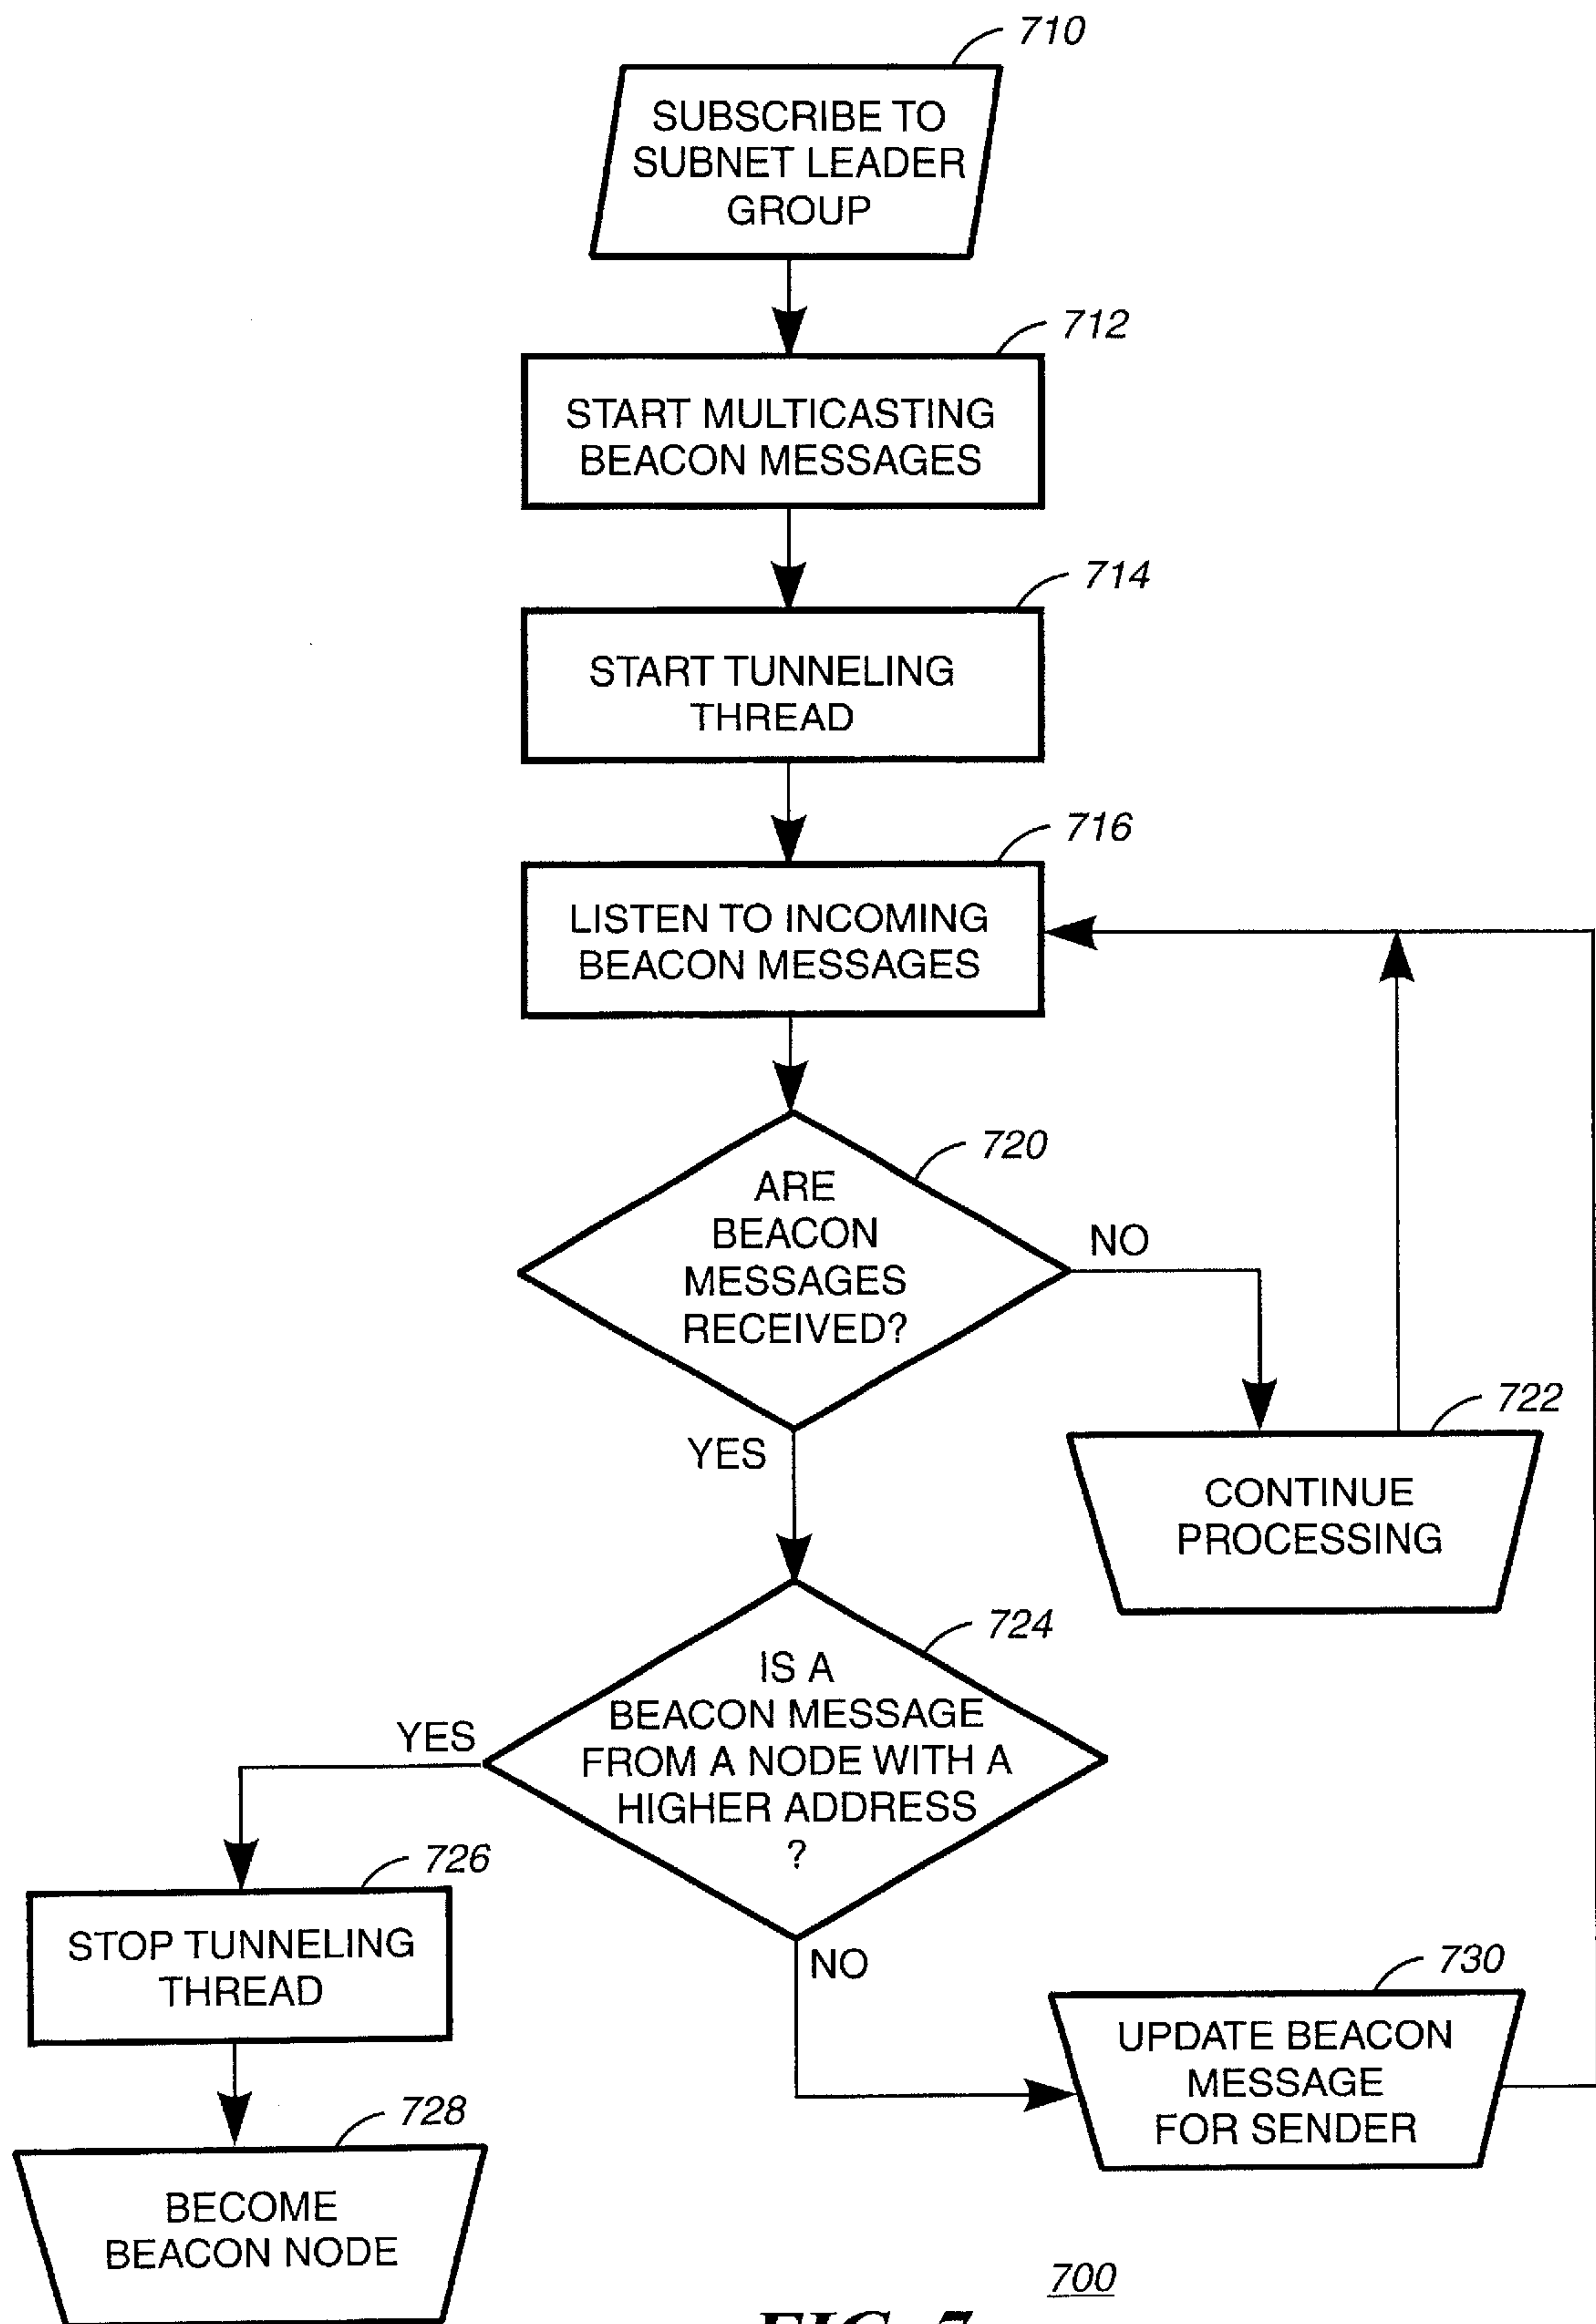 710
SUBSCRIBE TO
SUBNET LEADER
GROUP
712
START MULTICASTING
BEACON MESSAGES
714
START TUNNELING
THREAD
716
LISTEN TO INCOMING
BEACON MESSAGES
720
ARE
BEACON
MESSAGES
RECEIVED?
NO
YES
722
CONTINUE
PROCESSING
724
IS A
BEACON MESSAGE
FROM A NODE WITH A
HIGHER ADDRESS
?
YES
NO
726
STOP TUNNELING
THREAD
730
UPDATE BEACON
MESSAGE
FOR SENDER
728
BECOME
BEACON NODE
700
FIG. 7